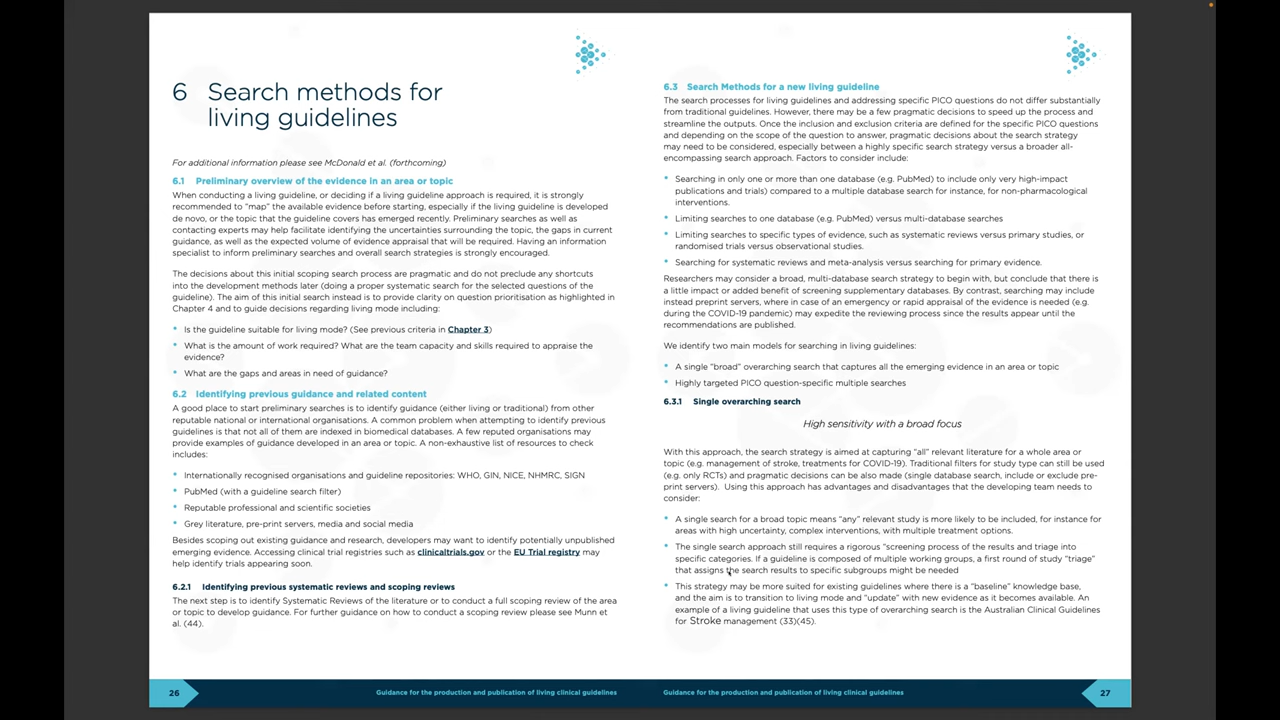 6 Search methods for
living guidelines
For additional information please see McDonald et al. (forthcoming)
6.1 Preliminary overview of the evidence in an area or topic
When conducting a living guideline, or deciding if a living guideline approach is required, it is strongly
recommended to “map” the available evidence before starting, especially if the living guideline is developed
de novo, or the topic that the guideline covers has emerged recently. Preliminary searches as well as
contacting experts may help facilitate identifying the uncertainties surrounding the topic, the gaps in current
guidance, as well as the expected volume of evidence appraisal that will be required. Having an information
specialist to inform preliminary searches and overall search strategies is strongly encouraged.
The decisions about this initial scoping search process are pragmatic and do not preclude any shortcuts
into the development methods later (doing a proper systematic search for the selected questions of the
guideline). The aim of this initial search instead is to provide clarity on question prioritisation as highlighted in
Chapter 4 and to guide decisions regarding living mode including:
• Is the guideline suitable for living mode? (See previous criteria in Chapter 3)
• What is the amount of work required? What are the team capacity and skills required to appraise the
evidence?
• What are the gaps and areas in need of guidance?
6.2 Identifying previous guidance and related content
A good place to start preliminary searches is to identify guidance (either living or traditional) from other
reputable national or international organisations. A common problem when attempting to identify previous
guidelines is that not all of them are indexed in biomedical databases. A few reputed organisations may
provide examples of guidance developed in an area or topic. A non-exhaustive list of resources to check
includes:
• Internationally recognised organisations and guideline repositories: WHO, GIN, NICE, NHMRC, SIGN
• PubMed (with a guideline search filter)
• Reputable professional and scientific societies
• Grey literature, pre-print servers, media and social media
Besides scoping out existing guidance and research, developers may want to identify potentially unpublished
emerging evidence. Accessing clinical trial registries such as clinicaltrials.gov or the EU Trial registry may
help identify trials appearing soon.
6.2.1 Identifying previous systematic reviews and scoping reviews
The next step is to identify Systematic Reviews of the literature or to conduct a full scoping review of the area
or topic to develop guidance. For further guidance on how to conduct a scoping review please see Munn et
al. (44).
26
Guidance for the production and publication of living clinical guidelines
6.3 Search Methods for a new living guideline
The search processes for living guidelines and addressing specific PICO questions do not differ substantially
from traditional guidelines. However, there may be a few pragmatic decisions to speed up the process and
streamline the outputs. Once the inclusion and exclusion criteria are defined for the specific PICO questions
and depending on the scope of the question to answer, pragmatic decisions about the search strategy
may need to be considered, especially between a highly specific search strategy versus a broader all-
encompassing search approach. Factors to consider include:
• Searching in only one or more than one database (e.g. PubMed) to include only very high-impact
publications and trials) compared to a multiple database search for instance, for non-pharmacological
interventions.
• Limiting searches to one database (e.g. PubMed) versus multi-database searches
• Limiting searches to specific types of evidence, such as systematic reviews versus primary studies, or
randomised trials versus observational studies.
• Searching for systematic reviews and meta-analysis versus searching for primary evidence.
Researchers may consider a broad, multi-database search strategy to begin with, but conclude that there is
a little impact or added benefit of screening supplementary databases. By contrast, searching may include
instead preprint servers, where in case of an emergency or rapid appraisal of the evidence is needed (e.g.
during the COVID-19 pandemic) may expedite the reviewing process since the results appear until the
recommendations are published.
We identify two main models for searching in living guidelines:
• A single “broad” overarching search that captures all the emerging evidence in an area or topic
• Highly targeted PICO question-specific multiple searches
6.3.1 Single overarching search
High sensitivity with a broad focus
With this approach, the search strategy is aimed at capturing “all” relevant literature for a whole area or
topic (e.g. management of stroke, treatments for COVID-19). Traditional filters for study type can still be used
(e.g. only RCTs) and pragmatic decisions can also be made (single database search, include or exclude pre-
print servers). Using this approach has advantages and disadvantages that the developing team needs to
consider:
• A single search for a broad topic means “any” relevant study is more likely to be included, for instance for
areas with high uncertainty, complex interventions, with multiple treatment options.
• The single search approach still requires a rigorous “screening process of the results and triage into
specific categories. If a guideline is composed of multiple working groups, a first round of study “triage”
that assigns the search results to specific subgroups might be needed
• This strategy may be more suited for existing guidelines where there is a “baseline” knowledge base,
and the aim is to transition to living mode and “update” with new evidence as it becomes available. An
example of a living guideline that uses this type of overarching search is the Australian Clinical Guidelines
for Stroke management (33)(45).
Guidance for the production and publication of living clinical guidelines
27